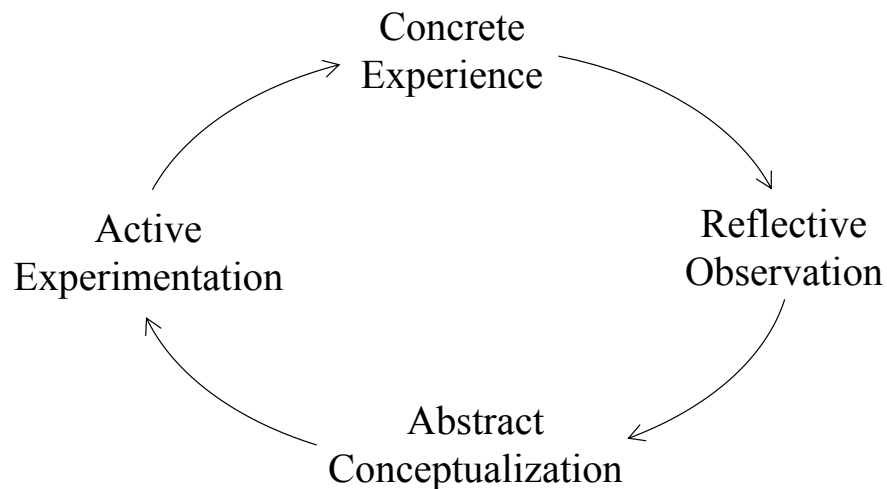 Concrete
Experience
Reflective
Observation
Abstract
Conceptualization
Active
Experimentation